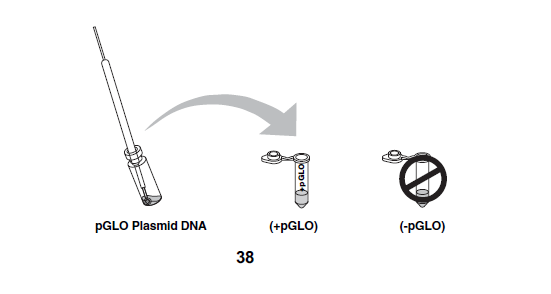 +pGLO
pGLO Plasmid DNA
(+pGLO)
(-pGLO)
38